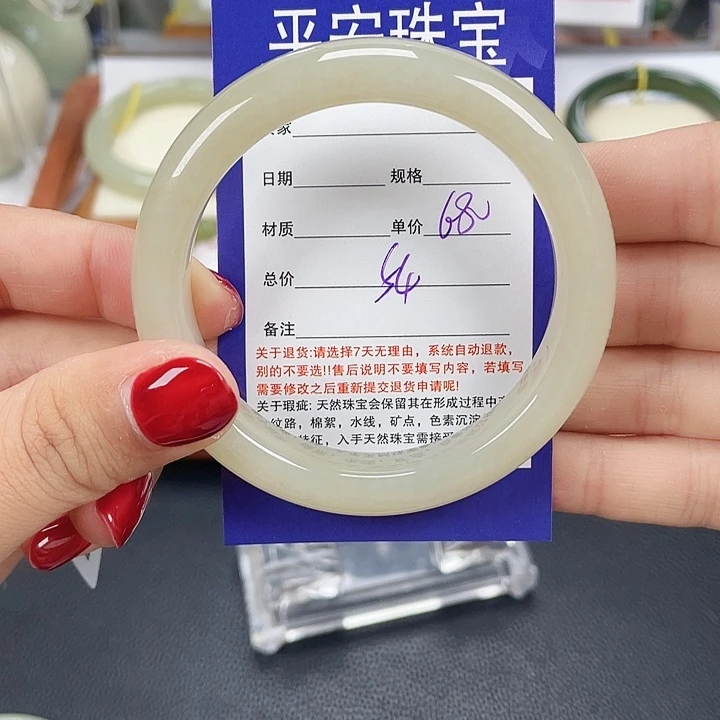 平安珠宝
家
日期 规格
材质 单价 68
总价 54
备注
关于退货:请选择7天无理由，系统自动退款，
别的不要选!!售后说明不要填写内容，若填写
需要修改之后重新提交退货申请呢!
关于瑕疵: 天然珠宝会保留其在形成过程中
纹路，棉絮，水线，矿点，色素沉淀
特征，入手天然珠宝需接受